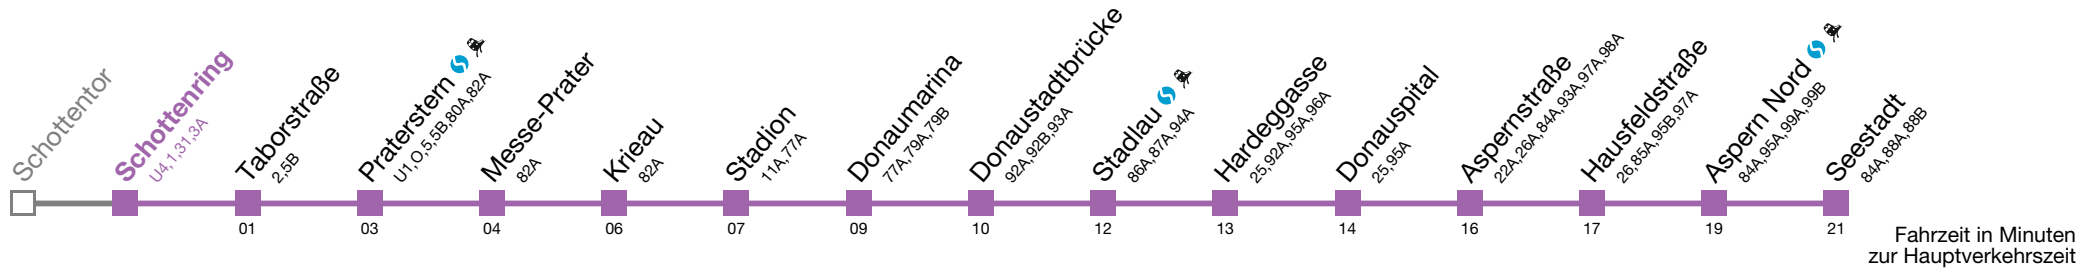 Schottentor
Schottenring
U4,1,31,3A
Taborstraße
2,5B
Praterstern
U1,O,5,5B,80A,82A
Messe-Prater
82A
Krieau
82A
Stadion
11A,77A
Donaumarina
77A,79A,79B
Donaustadtbrücke
92A,92B,93A
Stadlau
86A,87A,94A
Hardeggasse
25,92A,95A,96A
Donauspital
25,95A
Aspernstraße
22A,26A,84A,93A,97A,98A
Hausfeldstraße
26,85A,95B,97A
Aspern Nord
84A,95A,99A,99B
Seestadt
84A,88A,88B
01 03 04 06 07 09 10 12 13 14 16 17 19 21
Fahrzeit in Minuten
zur Hauptverkehrszeit